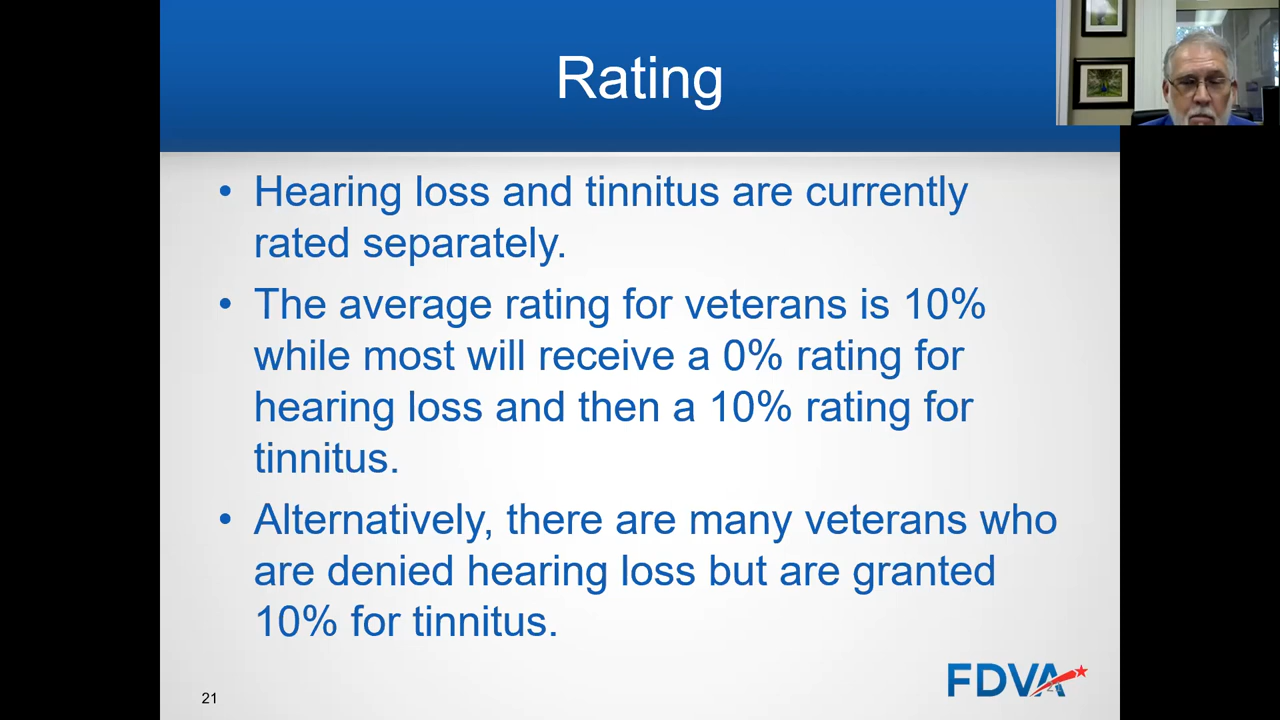 Rating
• Hearing loss and tinnitus are currently
rated separately.
• The average rating for veterans is 10%
while most will receive a 0% rating for
hearing loss and then a 10% rating for
tinnitus.
• Alternatively, there are many veterans who
are denied hearing loss but are granted
10% for tinnitus.
21
FDVA